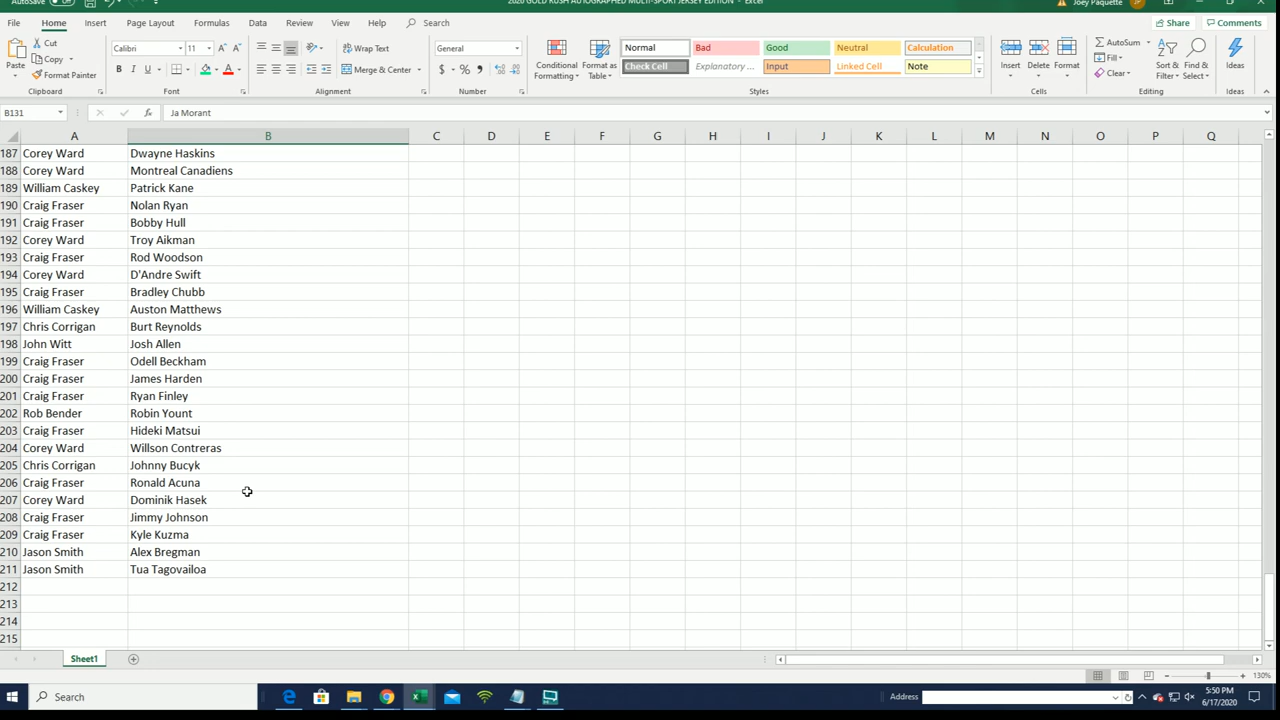 AutoSave
2020 GOLD RUSH AUTOGRAPHED MULTI-SPORT JERSEY EDITION - Excel
Joey Paquette
JP
File Home Insert Page Layout Formulas Data Review View Help Search
Share Comments
Paste Cut Copy Format Painter
Clipboard
Calibri 11
B I U
Font
Wrap Text
Merge & Center
Alignment
General
$ % 9
Number
Conditional Formatting
Format as Table
Normal Bad Good Neutral Calculation
Check Cell Explanatory ... Input Linked Cell Note
Styles
Insert Delete Format
Cells
AutoSum
Fill
Clear
Sort & Filter
Find & Select
Editing
Ideas
Ideas
B131 fx Ja Morant
A B C D E F G H I J K L M N O P Q
187 Corey Ward Dwayne Haskins
188 Corey Ward Montreal Canadiens
189 William Caskey Patrick Kane
190 Craig Fraser Nolan Ryan
191 Craig Fraser Bobby Hull
192 Corey Ward Troy Aikman
193 Craig Fraser Rod Woodson
194 Corey Ward D'Andre Swift
195 Craig Fraser Bradley Chubb
196 William Caskey Auston Matthews
197 Chris Corrigan Burt Reynolds
198 John Witt Josh Allen
199 Craig Fraser Odell Beckham
200 Craig Fraser James Harden
201 Craig Fraser Ryan Finley
202 Rob Bender Robin Yount
203 Craig Fraser Hideki Matsui
204 Corey Ward Willson Contreras
205 Chris Corrigan Johnny Bucyk
206 Craig Fraser Ronald Acuna
207 Corey Ward Dominik Hasek
208 Craig Fraser Jimmy Johnson
209 Craig Fraser Kyle Kuzma
210 Jason Smith Alex Bregman
211 Jason Smith Tua Tagovailoa
212
213
214
215
Sheet1
130%
Search
Address
5:50 PM
6/17/2020